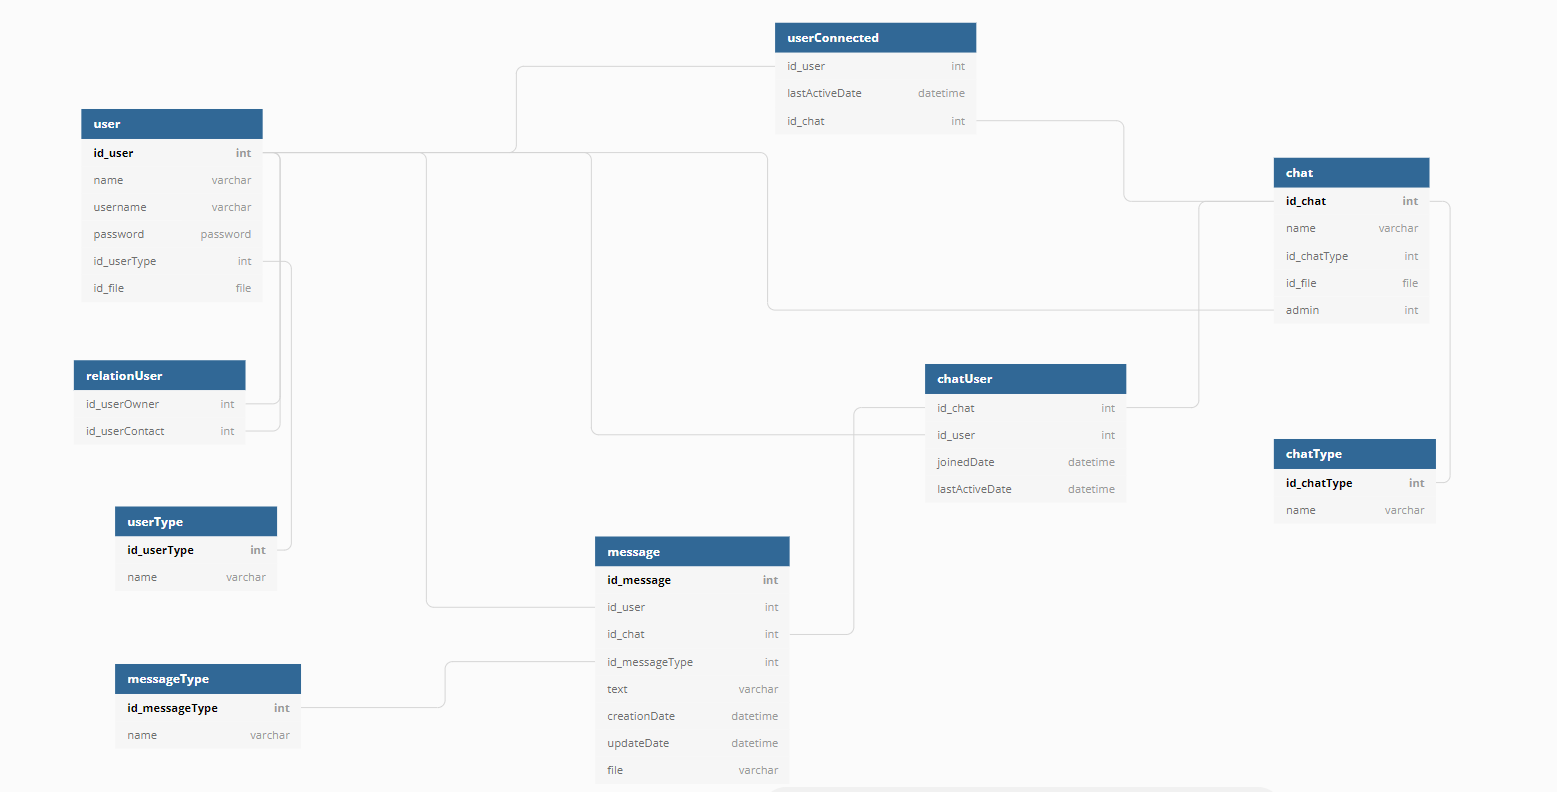 userConnected
id_user int
lastActiveDate datetime
id_chat int
user
id_user int
name varchar
username varchar
password password
id_userType int
id_file file
chat
id_chat int
name varchar
id_chatType int
id_file file
admin int
relationUser
id_userOwner int
id_userContact int
chatUser
id_chat int
id_user int
joinedDate datetime
lastActiveDate datetime
chatType
id_chatType int
name varchar
userType
id_userType int
name varchar
message
id_message int
id_user int
id_chat int
id_messageType int
text varchar
creationDate datetime
updateDate datetime
file varchar
messageType
id_messageType int
name varchar